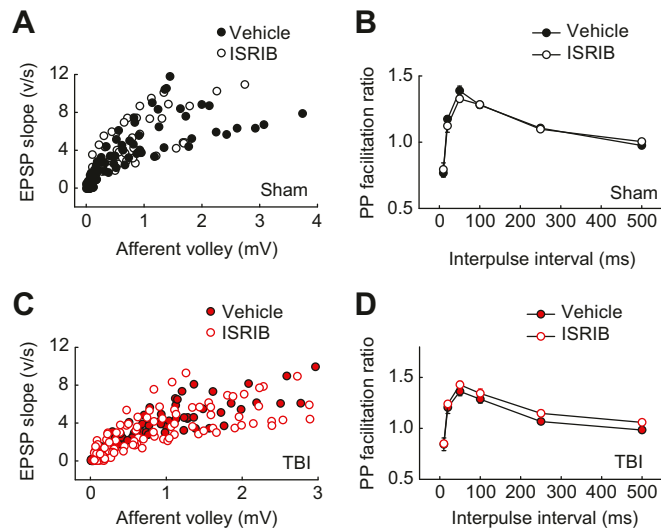 A
Vehicle
ISRIB
12
8
4
0
EPSP slope (v/s)
Sham
0 1 2 3 4
Afferent volley (mV)
B
Vehicle
ISRIB
1.5
1.0
0.5
PP facilitation ratio
Sham
0 100 200 300 400 500
Interpulse interval (ms)
C
Vehicle
ISRIB
12
8
4
0
EPSP slope (v/s)
TBI
0 1 2 3
Afferent volley (mV)
D
Vehicle
ISRIB
1.5
1.0
0.5
PP facilitation ratio
TBI
0 100 200 300 400 500
Interpulse interval (ms)